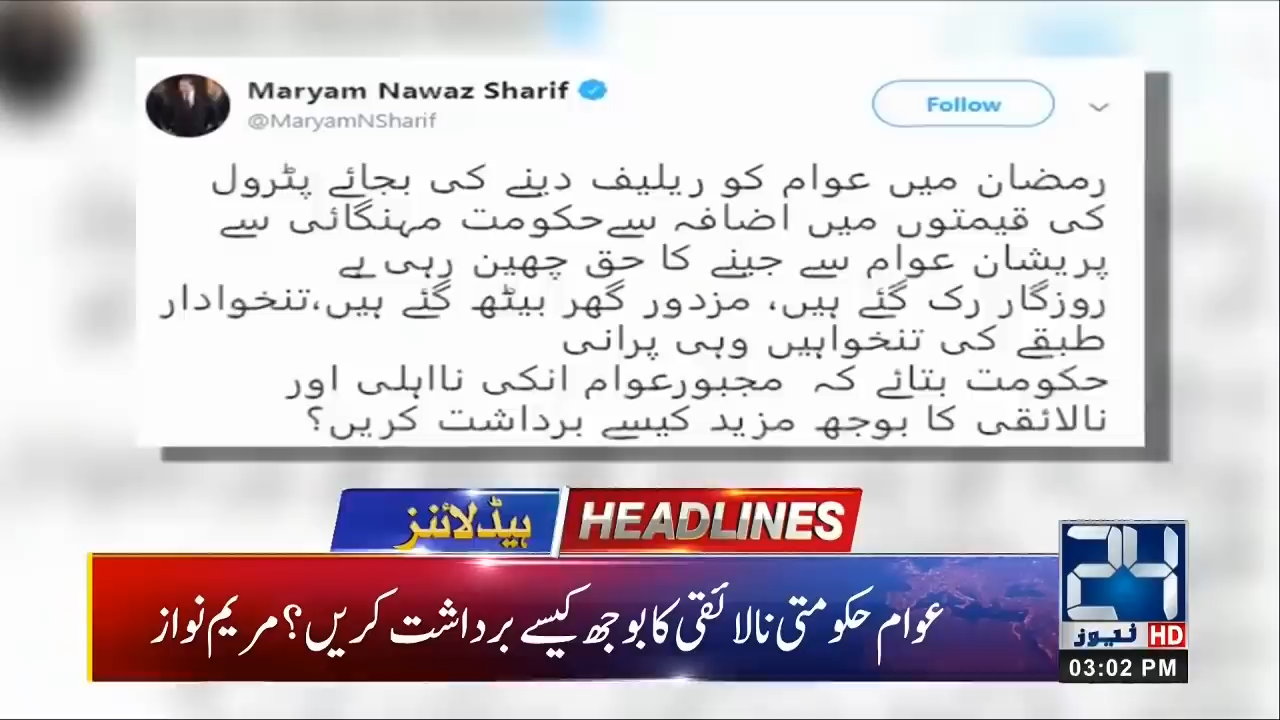 Maryam Nawaz Sharif
@MaryamNSharif
Follow
رمضان میں عوام کو ریلیف دینے کی بجائے پٹرول
کی قیمتوں میں اضافہ سےحکومت مہنگائی سے
پریشان عوام سے جینے کا حق چھین رہی ہے
روزگار رک گئے ہیں، مزدور گھر بیٹھ گئے ہیں،تنخوادار
طبقے کی تنخواہیں وہی پرانی
حکومت بتائے کہ مجبورعوام انکی نااہلی اور
نالائقی کا بوجھ مزید کیسے برداشت کریں؟
ہیڈلائنز HEADLINES
عوام حکومتی نالائقی کا بوجھ کیسے برداشت کریں؟ مریم نواز
24
نیوز HD
03:02 PM